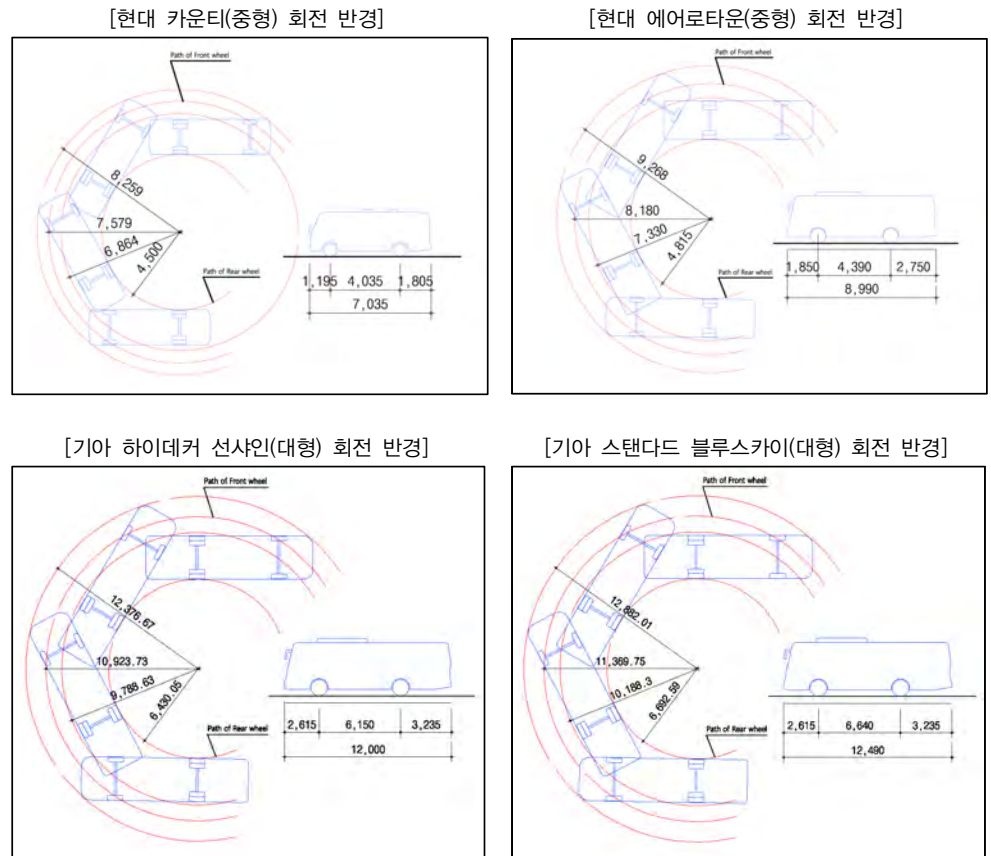 [현대 카운티(중형) 회전 반경]
Path of Front wheel
8,259
7,579
6,864
4,500
Path of Rear wheel
1,195 4,035 1,805
7,035
[현대 에어로타운(중형) 회전 반경]
Path of Front wheel
9,268
8,180
7,330
4,815
Path of Rear wheel
1,850 4,390 2,750
8,990
[기아 하이데커 선샤인(대형) 회전 반경]
Path of Front wheel
12,376.67
10,923.73
9,788.63
6,430.05
Path of Rear wheel
2,615 6,150 3,235
12,000
[기아 스탠다드 블루스카이(대형) 회전 반경]
Path of Front wheel
12,882.01
11,369.75
10,188.3
6,692.59
Path of Rear wheel
2,615 6,640 3,235
12,490